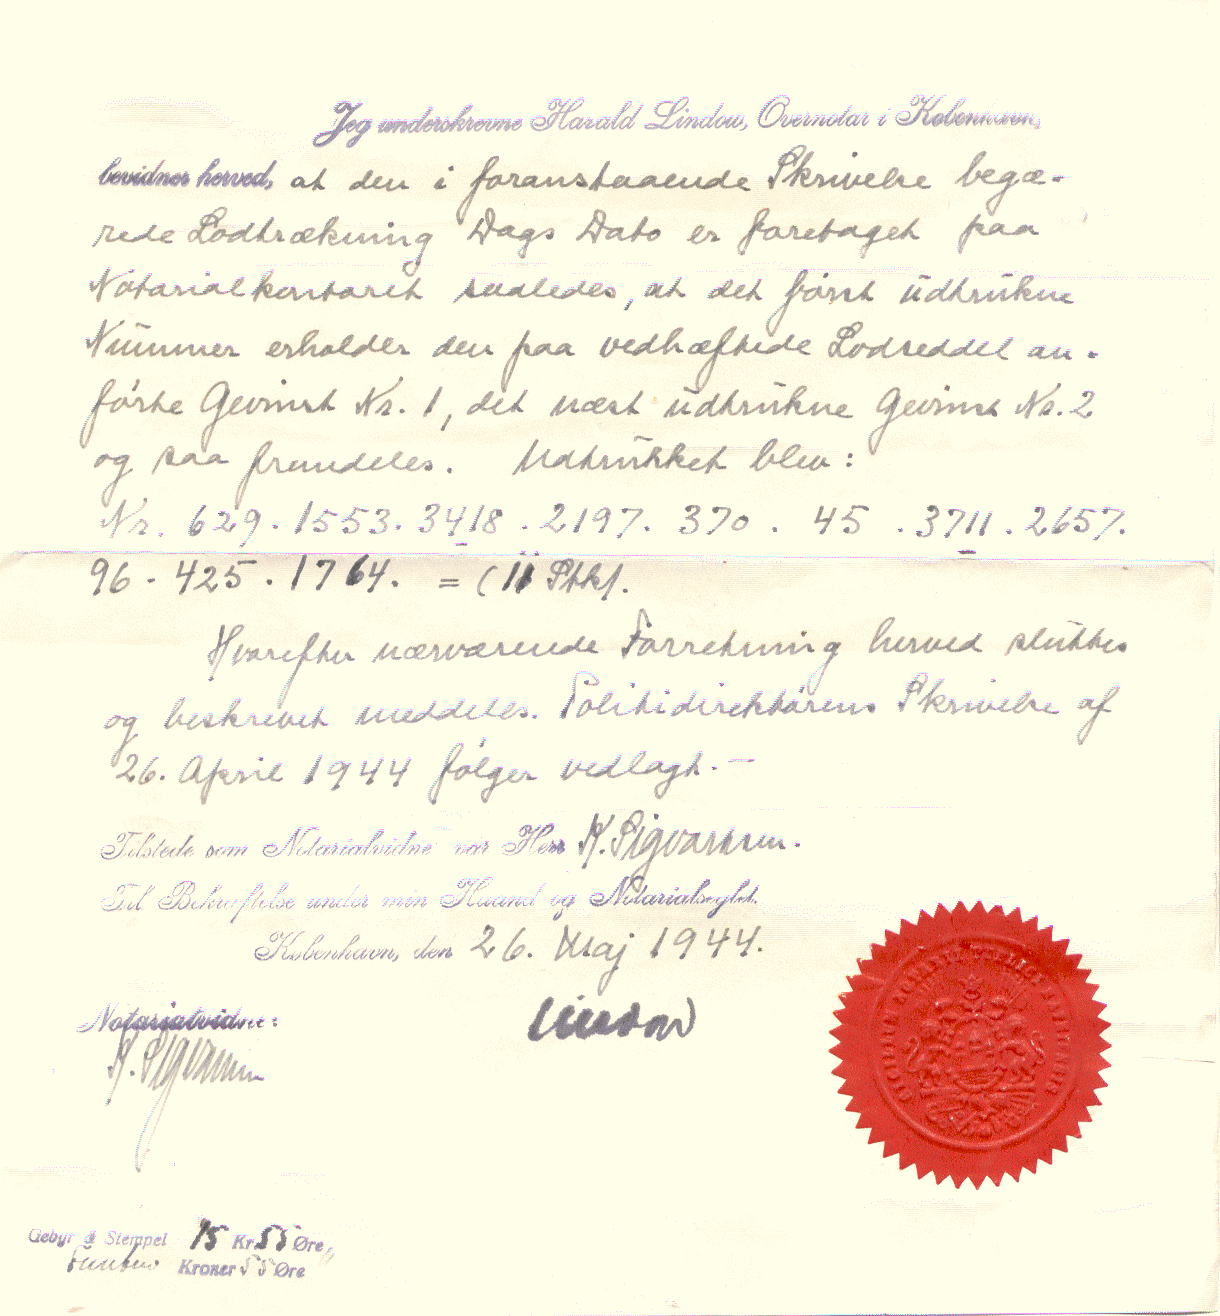 Jeg underskrevne Harald Lindow, Overnotar i København,
bevidner herved, at den i foranstaaende Skrivelse begæ-
rede Lodtrækning Dags Dato er foretaget paa
Notarialkontoret saaledes, at det først udtrukne
Nummer erholder den paa vedhæftede Lodseddel an-
førte Gevinst Nr. 1, det næst udtrukne Gevinst Nr. 2
og saa fremdeles. Udtrukket blev:
Nr. 629. 1553. 3418. 2197. 370. 45. 3711. 2657.
96. 425. 1764. = (11 Stk).
Hvorefter nærværende Forretning herved sluttes
og beskrevet meddeles. Politidirektørens Skrivelse af
26. April 1944 følger vedlagt.-
Tilstede som Notarialvidne var Herr K. Sigvarsen.
Til Bekræftelse under min Haand og Notarialseglet.
København, den 26. Maj 1944.
Notarialvidne: Lindow
Gebyr & Stempel 15 Kr 55 Øre,
Femten Kroner 55 Øre